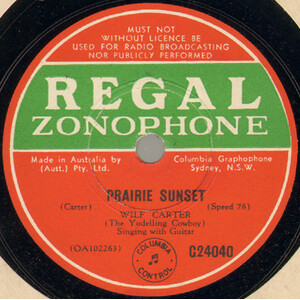 MUST NOT
WITHOUT LICENCE BE
USED FOR RADIO BROADCASTING
NOR PUBLICLY PERFORMED
REGAL
ZONOPHONE
Made in Australia by Columbia Graphophone
(Aust.) Pty. Ltd. Sydney, N.S.W.
PRAIRIE SUNSET
(Carter) (Speed 76)
WILF CARTER
(The Yodelling Cowboy)
Singing with Guitar
(OA102263) G24040
COLUMBIA
CONTROL